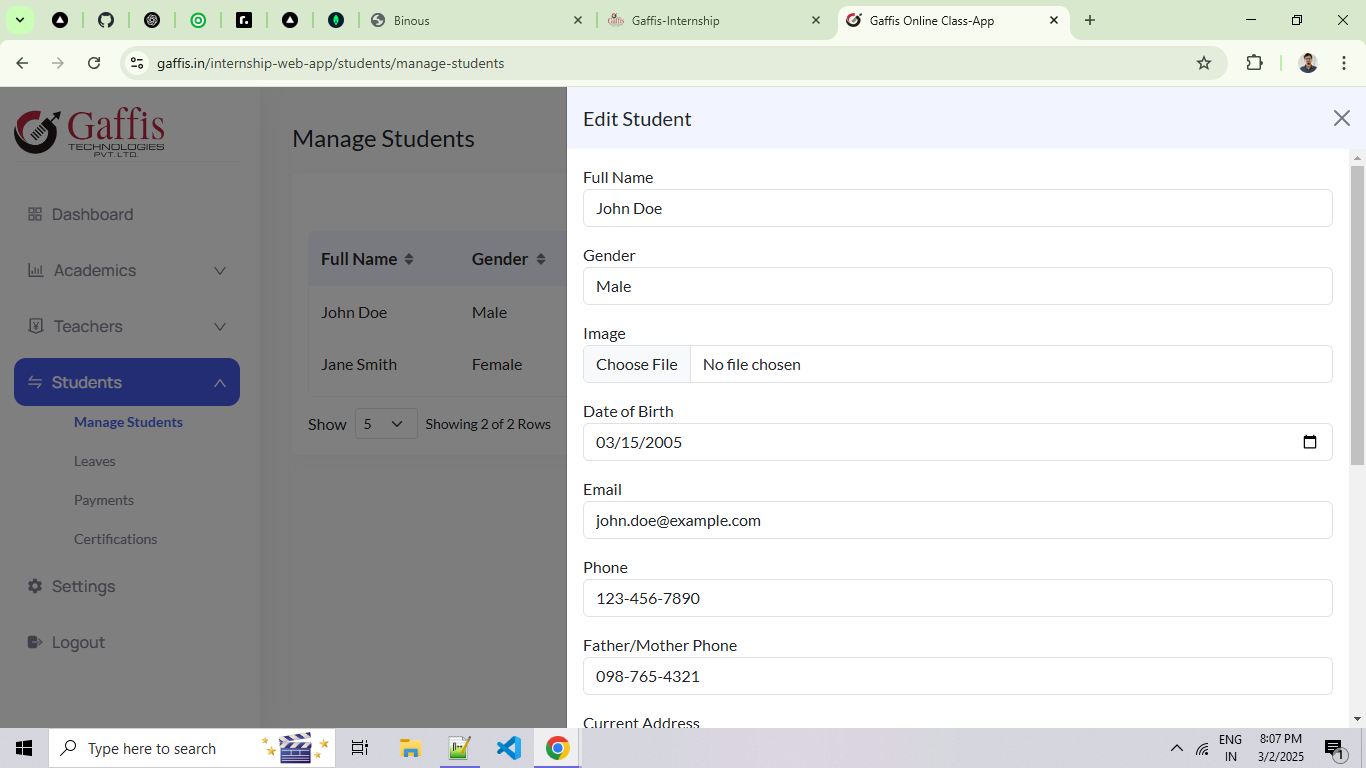 Binous
Gaffis-Internship
Gaffis Online Class-App
gaffis.in/internship-web-app/students/manage-students
Gaffis
TECHNOLOGIES
PVT.LTD.
Dashboard
Academics
Teachers
Students
Manage Students
Leaves
Payments
Certifications
Settings
Logout
Manage Students
Full Name Gender
John Doe Male
Jane Smith Female
Show 5 Showing 2 of 2 Rows
Edit Student
Full Name
John Doe
Gender
Male
Image
Choose File No file chosen
Date of Birth
03/15/2005
Email
john.doe@example.com
Phone
123-456-7890
Father/Mother Phone
098-765-4321
Current Address
Type here to search
ENG
IN
8:07 PM
3/2/2025
1